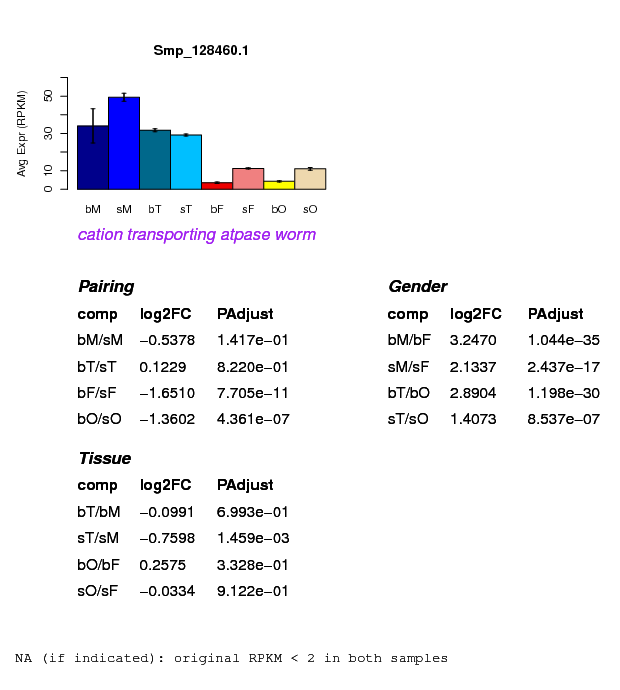 Smp_128460.1
Avg Expr (RPKM)
0 10 30 50
bM sM bT sT bF sF bO sO
cation transporting atpase worm
Pairing
comp log2FC PAdjust
bM/sM −0.5378 1.417e−01
bT/sT 0.1229 8.220e−01
bF/sF −1.6510 7.705e−11
bO/sO −1.3602 4.361e−07
Gender
comp log2FC PAdjust
bM/bF 3.2470 1.044e−35
sM/sF 2.1337 2.437e−17
bT/bO 2.8904 1.198e−30
sT/sO 1.4073 8.537e−07
Tissue
comp log2FC PAdjust
bT/bM −0.0991 6.993e−01
sT/sM −0.7598 1.459e−03
bO/bF 0.2575 3.328e−01
sO/sF −0.0334 9.122e−01
NA (if indicated): original RPKM < 2 in both samples